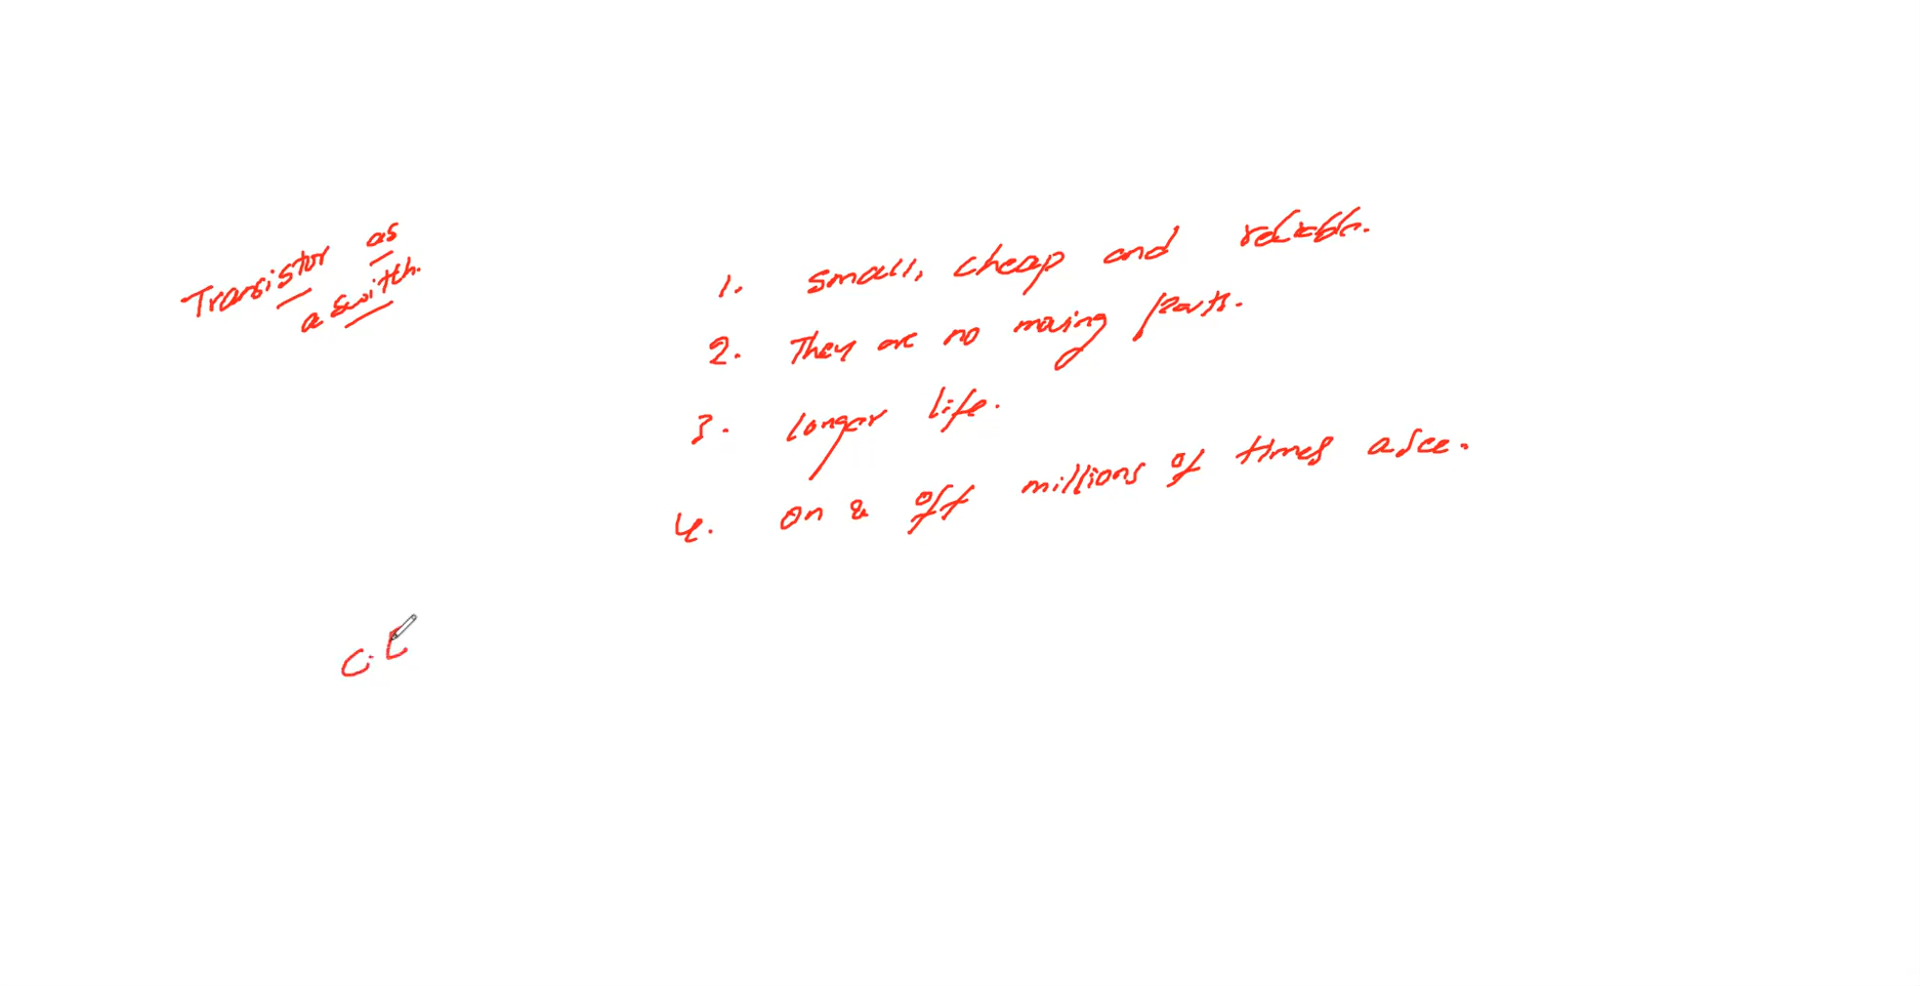 Transistor as
a switch.
1. small, cheap and reliable.
2. They are no moving parts.
3. longer life.
4. on & off millions of times a sec.
C.E